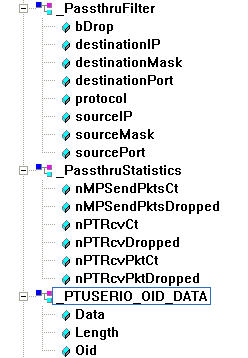 _PassthruFilter
bDrop
destinationIP
destinationMask
destinationPort
protocol
sourceIP
sourceMask
sourcePort
_PassthruStatistics
nMPSendPktsCt
nMPSendPktsDropped
nPTRcvCt
nPTRcvDropped
nPTRcvPktCt
nPTRcvPktDropped
_PTUSERIO_OID_DATA
Data
Length
Oid